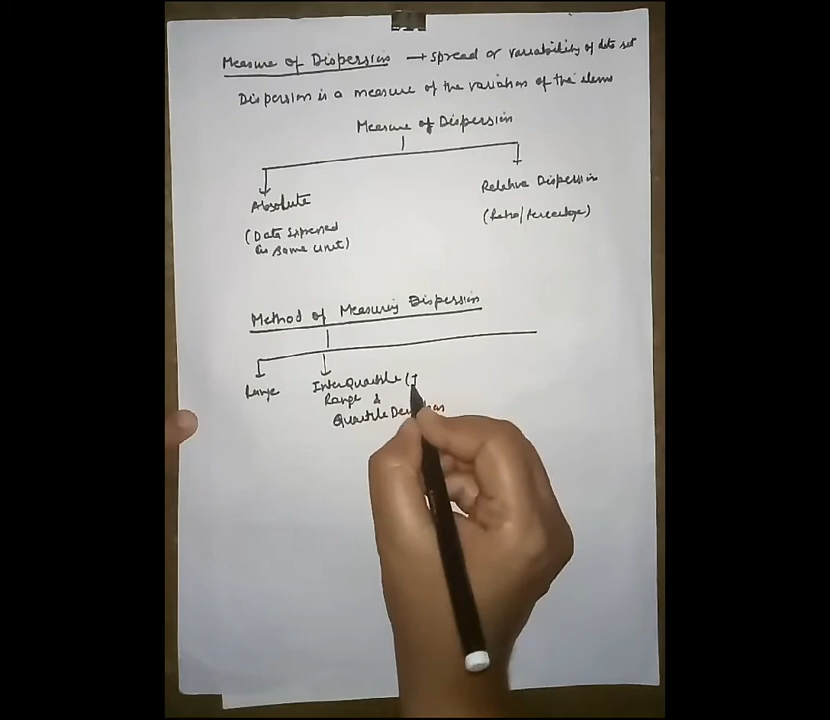 Measure of Dispersion → Spread or variability of data set
Dispersion is a measure of the variation of the items
Measure of Dispersion
Absolute
(Data Expressed
in Same Unit)
Relative Dispersion
(Ratio/Percentage)
Method of Measuring Dispersion
Range
InterQuartile (
Range &
Quartile Deviation